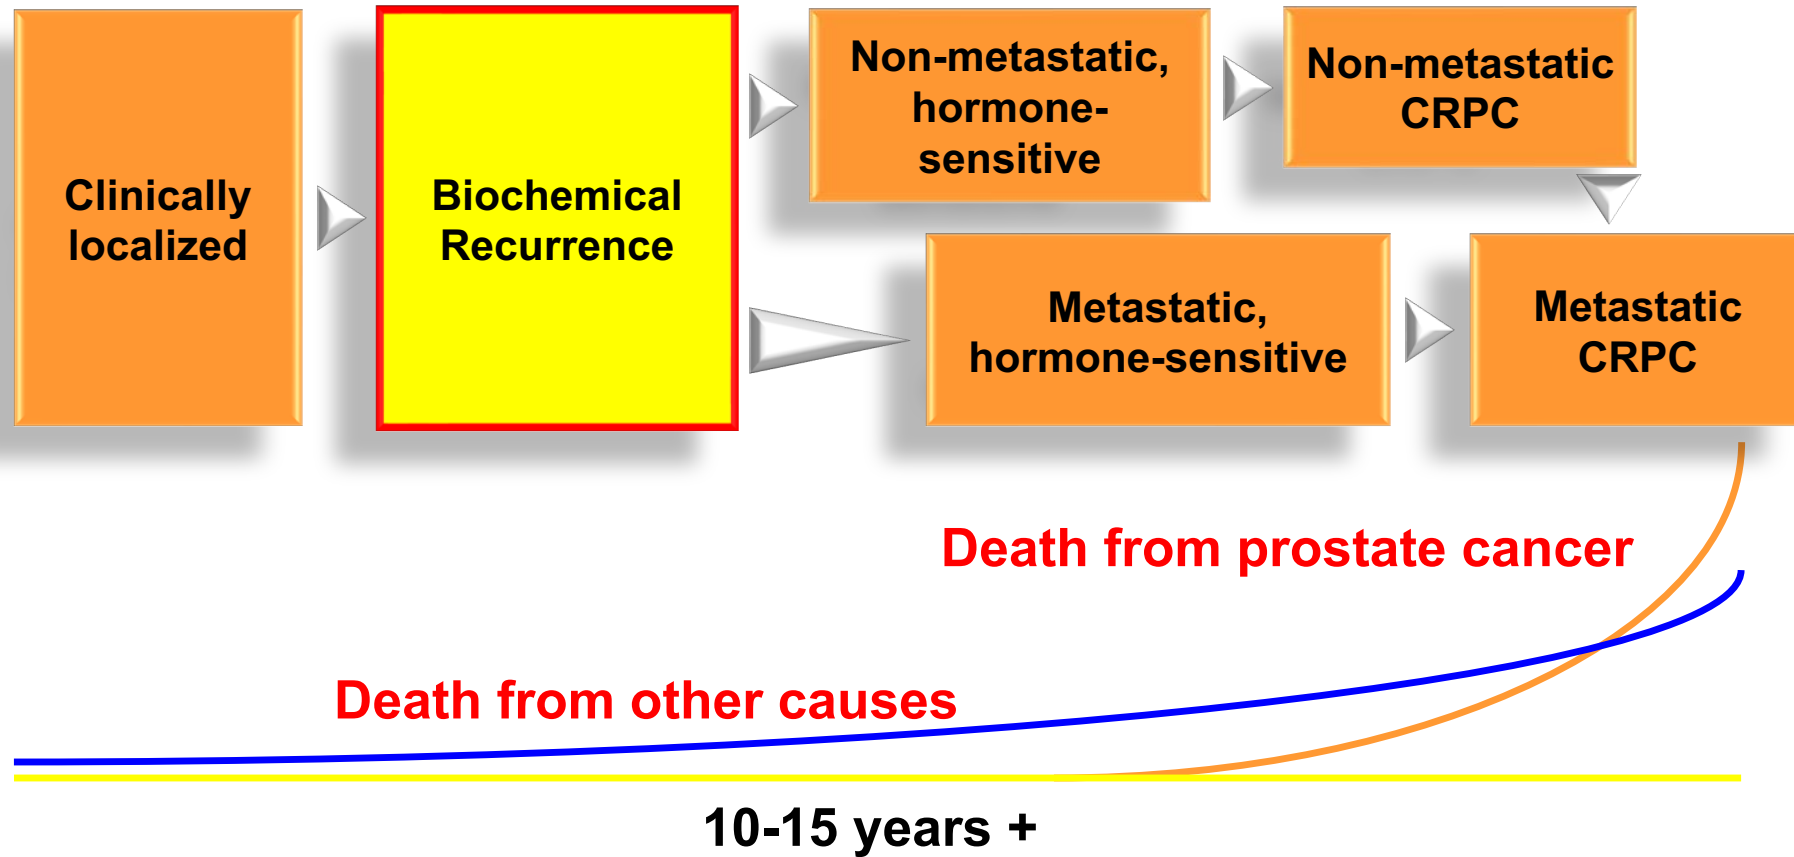 Clinically
localized
Biochemical
Recurrence
Non-metastatic,
hormone-
sensitive
Non-metastatic
CRPC
Metastatic,
hormone-sensitive
Metastatic
CRPC
Death from prostate cancer
Death from other causes
10-15 years +